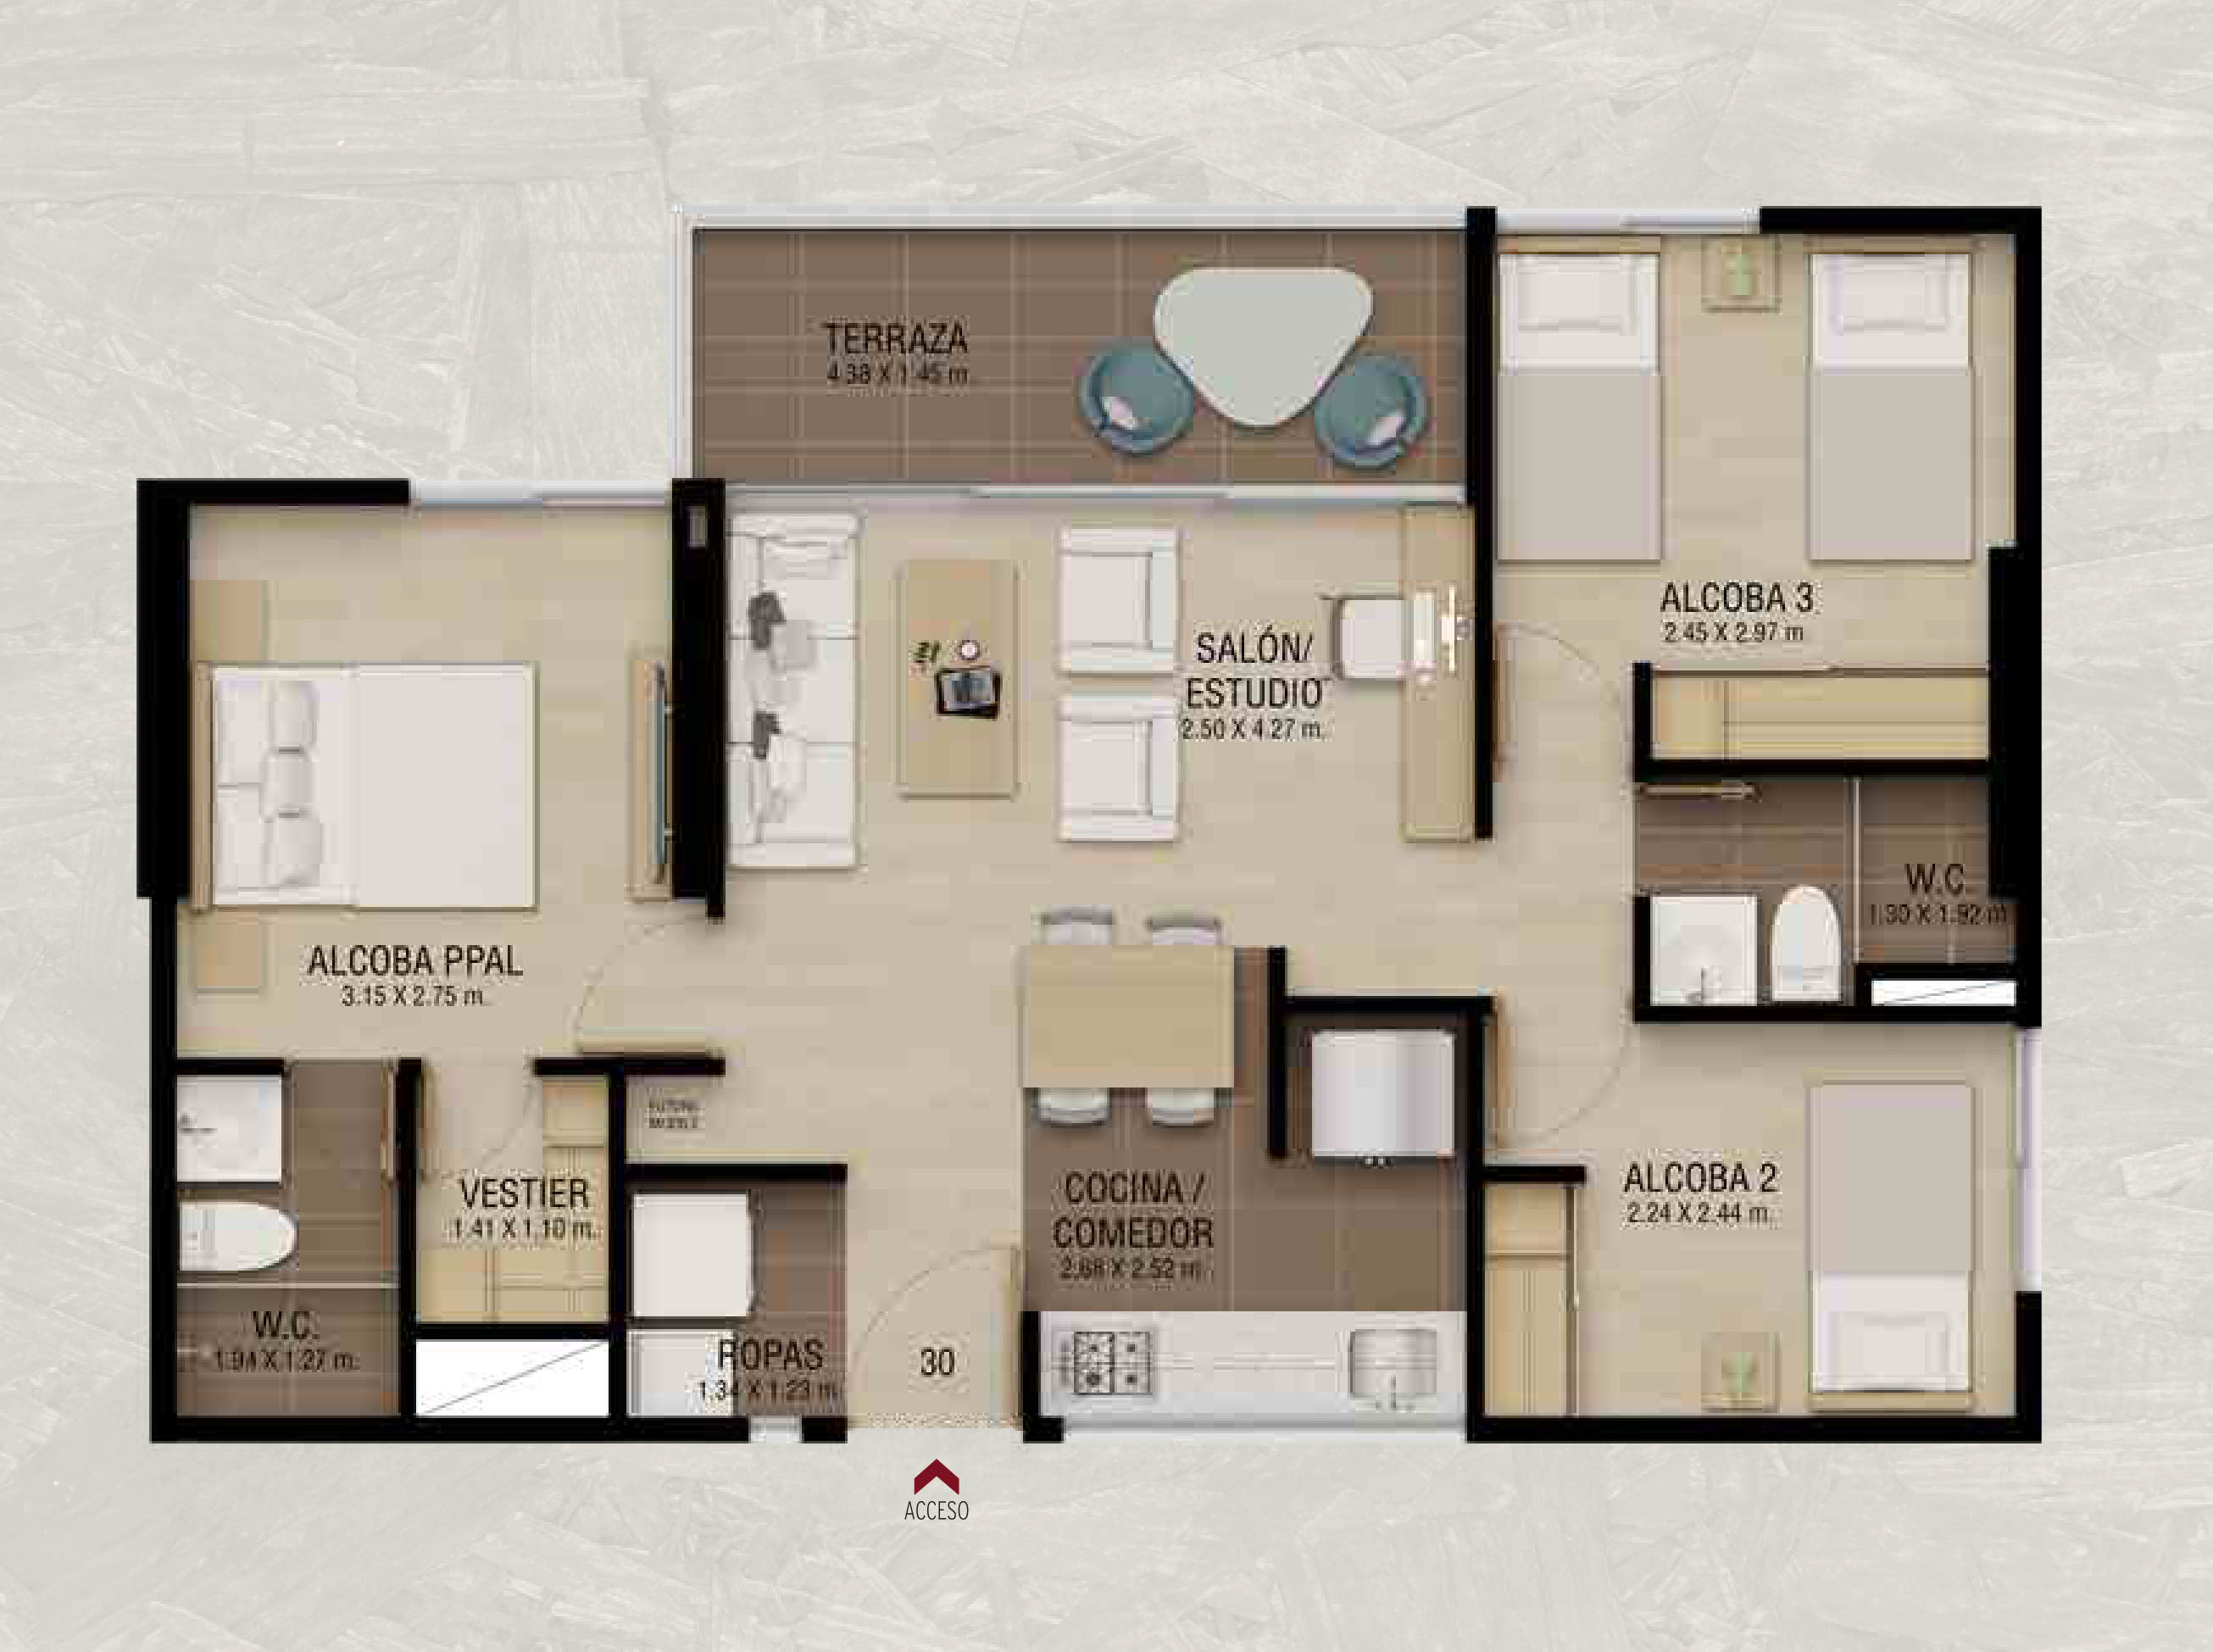 TERRAZA
4.38 X 1.45 m.
ALCOBA 3
2.45 X 2.97 m.
SALÓN/
ESTUDIO
2.50 X 4.27 m.
W.C
1.30 X 1.92 m.
ALCOBA PPAL
3.15 X 2.75 m.
VESTIER
1.41 X 1.10 m.
COCINA /
COMEDOR
2.68 X 2.52 m.
ALCOBA 2
2.24 X 2.44 m.
W.C.
1.94 X 1.27 m.
ROPAS
1.34 X 1.23 m.
30
ACCESO